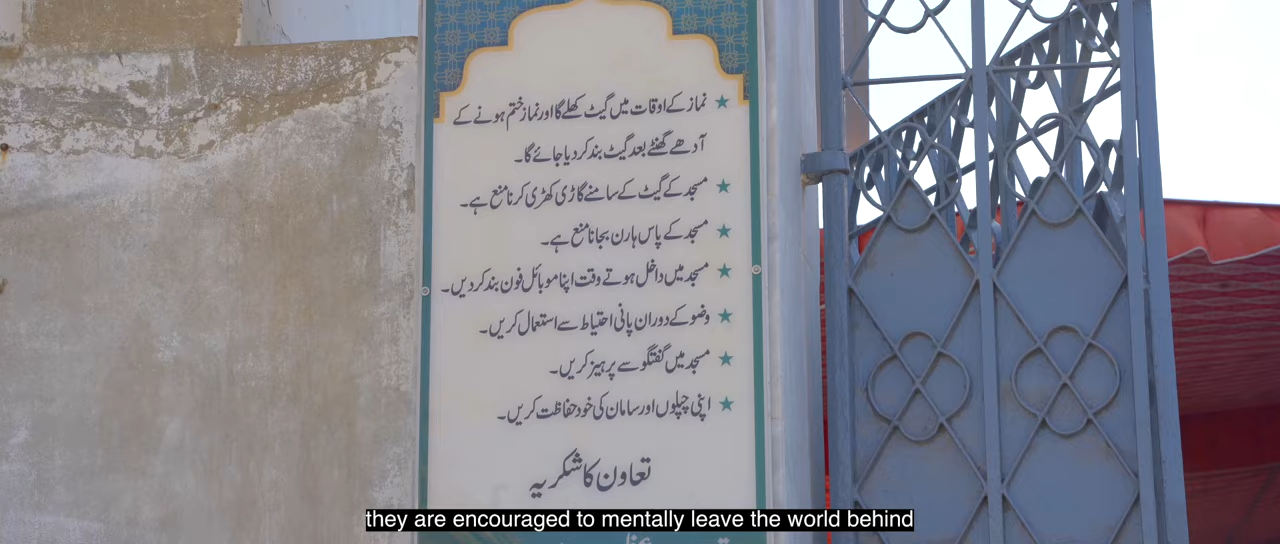 نماز کے اوقات میں گیٹ کھلے گا اور نماز ختم ہونے کے
آدھے گھنٹے بعد گیٹ بند کر دیا جائے گا۔
مسجد کے گیٹ کے سامنے گاڑی کھڑی کرنا منع ہے۔
مسجد کے پاس ہارن بجانا منع ہے۔
مسجد میں داخل ہوتے وقت اپنا موبائل فون بند کر دیں۔
وضو کے دوران پانی احتیاط سے استعمال کریں۔
مسجد میں گفتگو سے پرہیز کریں۔
اپنی چپلوں اور سامان کی خود حفاظت کریں۔
تعاون کا شکریہ
they are encouraged to mentally leave the world behind